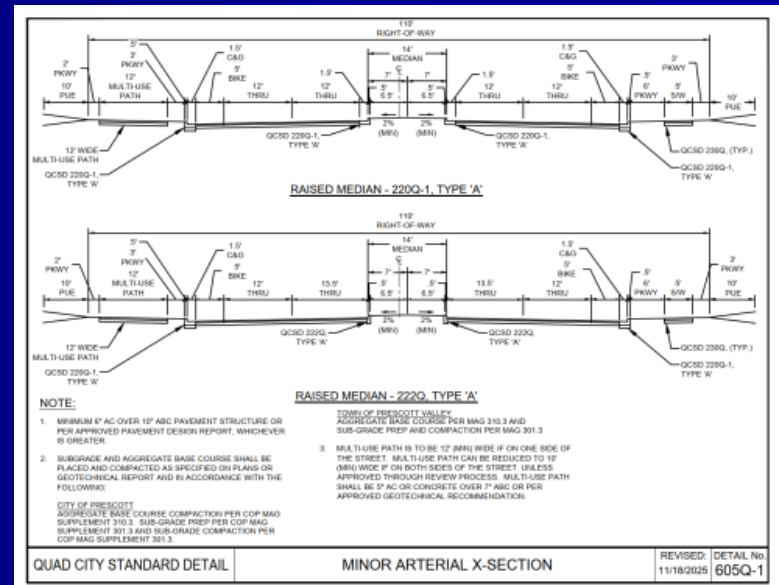 110'
RIGHT-OF-WAY
14'
MEDIAN
℄
7' 7'
2'
PKWY
10'
PUE
.5'
3'
PKWY
12'
MULTI-USE
PATH
1.5'
C&G
5'
BIKE
12'
THRU
1.5'
12'
THRU
.5'
6.5'
.5'
6.5'
1.5'
12'
THRU
12'
THRU
1.5'
C&G
5'
BIKE
.5'
6'
PKWY
5'
S/W
3'
PKWY
10'
PUE
2%
(MIN)
2%
(MIN)
12' WIDE
MULTI-USE PATH
QCSD 220Q-1,
TYPE 'A'
QCSD 220Q-1,
TYPE 'A'
QCSD 220Q-1,
TYPE 'A'
QCSD 230Q, (TYP.)
QCSD 220Q-1,
TYPE 'A'
RAISED MEDIAN - 220Q-1, TYPE 'A'
110'
RIGHT-OF-WAY
14'
MEDIAN
℄
7' 7'
2'
PKWY
10'
PUE
.5'
3'
PKWY
12'
MULTI-USE
PATH
1.5'
C&G
5'
BIKE
12'
THRU
13.5'
THRU
.5'
6.5'
.5'
6.5'
13.5'
THRU
12'
THRU
1.5'
C&G
5'
BIKE
.5'
6'
PKWY
5'
S/W
3'
PKWY
10'
PUE
2%
(MIN)
2%
(MIN)
12' WIDE
MULTI-USE PATH
QCSD 220Q-1,
TYPE 'A'
QCSD 222Q,
TYPE 'A'
QCSD 222Q,
TYPE 'A'
QCSD 230Q, (TYP.)
QCSD 220Q-1,
TYPE 'A'
RAISED MEDIAN - 222Q, TYPE 'A'
NOTE:
1. MINIMUM 6" AC OVER 10" ABC PAVEMENT STRUCTURE OR
PER APPROVED PAVEMENT DESIGN REPORT, WHICHEVER
IS GREATER.
2. SUBGRADE AND AGGREGATE BASE COURSE SHALL BE
PLACED AND COMPACTED AS SPECIFIED ON PLANS OR
GEOTECHNICAL REPORT AND IN ACCORDANCE WITH THE
FOLLOWING:
CITY OF PRESCOTT
AGGREGATE BASE COURSE COMPACTION PER COP MAG
SUPPLEMENT 310.3. SUB-GRADE PREP PER COP MAG
SUPPLEMENT 301.3 AND SUB-GRADE COMPACTION PER
COP MAG SUPPLEMENT 301.3.
TOWN OF PRESCOTT VALLEY
AGGREGATE BASE COURSE PER MAG 310.3 AND
SUB-GRADE PREP AND COMPACTION PER MAG 301.3
3. MULTI-USE PATH IS TO BE 12' (MIN) WIDE IF ON ONE SIDE OF
THE STREET. MULTI-USE PATH CAN BE REDUCED TO 10'
(MIN) WIDE IF ON BOTH SIDES OF THE STREET. UNLESS
APPROVED THROUGH REVIEW PROCESS. MULTI-USE PATH
SHALL BE 5" AC OR CONCRETE OVER 7" ABC OR PER
APPROVED GEOTECHNICAL RECOMMENDATION.
QUAD CITY STANDARD DETAIL
MINOR ARTERIAL X-SECTION
REVISED:
11/18/2025
DETAIL No.
605Q-1